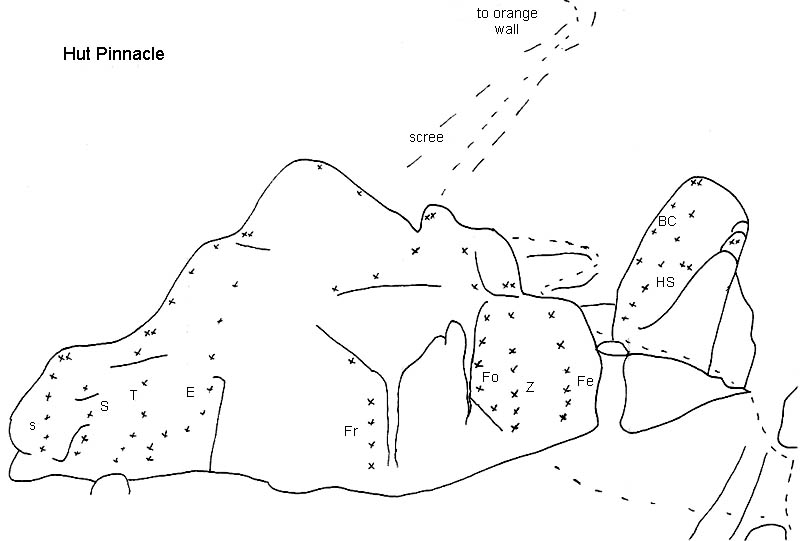 to orange
wall
Hut Pinnacle
scree
BC
HS
Fo
Z
Fe
s
S
T
E
Fr